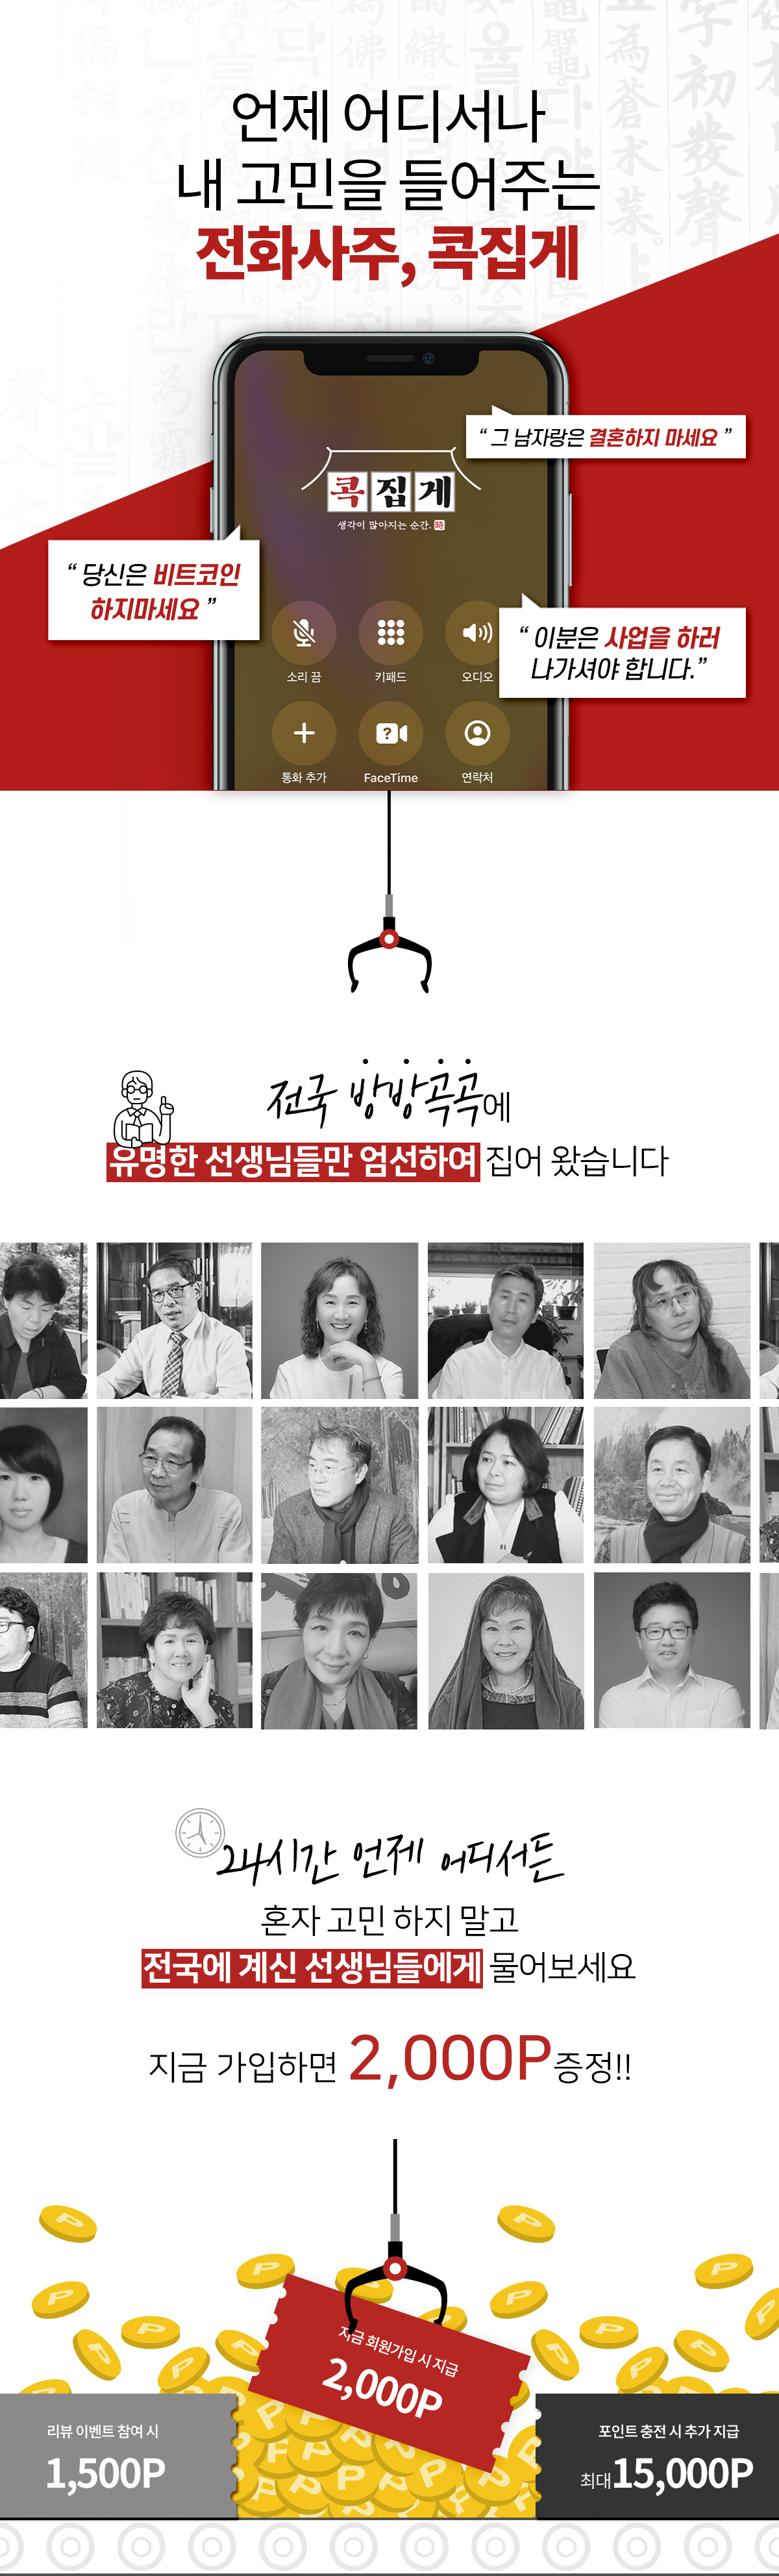 언제 어디서나
내 고민을 들어주는
전화사주, 콕집게
“ 그 남자랑은 결혼하지 마세요 ”
콕집게
생각이 많아지는 순간. 時
“ 당신은 비트코인
하지마세요 ”
“ 이분은 사업을 하러
나가셔야 합니다.”
소리 끔
키패드
오디오
통화 추가
FaceTime
연락처
전국 방방곡곡에
유명한 선생님들만 엄선하여 집어 왔습니다
24시간 언제 어디서든
혼자 고민 하지 말고
전국에 계신 선생님들에게 물어보세요
지금 가입하면 2,000P증정!!
지금 회원가입 시 지급
2,000P
리뷰 이벤트 참여 시
1,500P
포인트 충전 시 추가 지급
최대15,000P